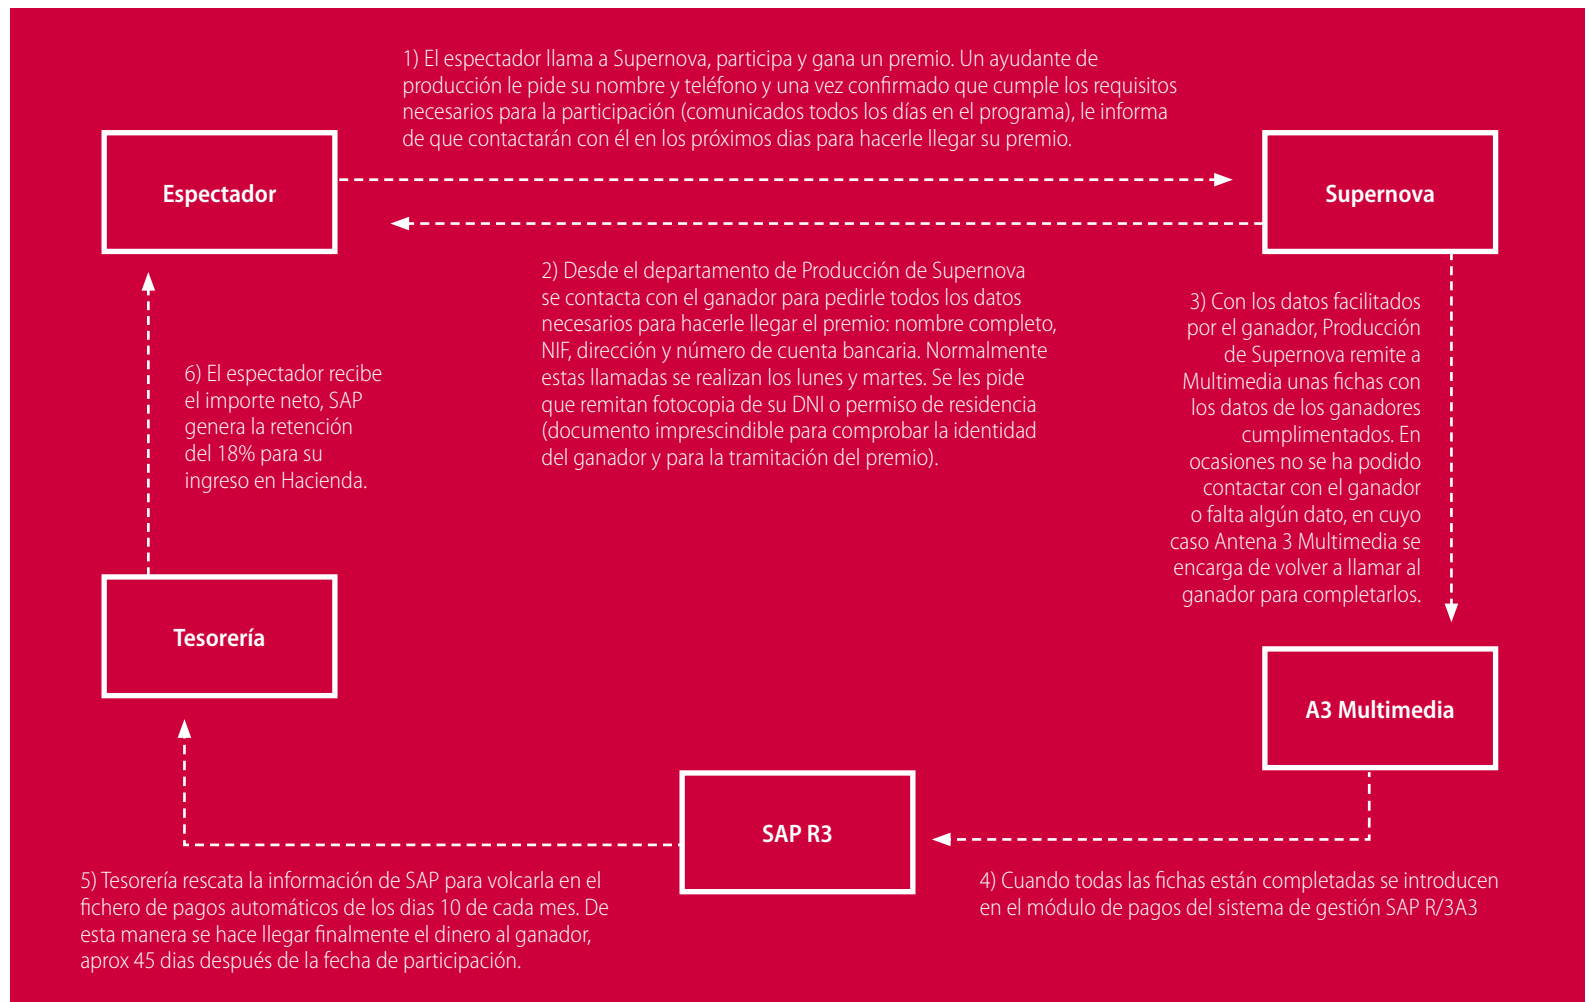 1) El espectador llama a Supernova, participa y gana un premio. Un ayudante de
producción le pide su nombre y teléfono y una vez confirmado que cumple los requisitos
necesarios para la participación (comunicados todos los días en el programa), le informa
de que contactarán con él en los próximos dias para hacerle llegar su premio.
Espectador
Supernova
2) Desde el departamento de Producción de Supernova
se contacta con el ganador para pedirle todos los datos
necesarios para hacerle llegar el premio: nombre completo,
NIF, dirección y número de cuenta bancaria. Normalmente
estas llamadas se realizan los lunes y martes. Se les pide
que remitan fotocopia de su DNI o permiso de residencia
(documento imprescindible para comprobar la identidad
del ganador y para la tramitación del premio).
3) Con los datos facilitados
por el ganador, Producción
de Supernova remite a
Multimedia unas fichas con
los datos de los ganadores
cumplimentados. En
ocasiones no se ha podido
contactar con el ganador
o falta algún dato, en cuyo
caso Antena 3 Multimedia se
encarga de volver a llamar al
ganador para completarlos.
6) El espectador recibe
el importe neto, SAP
genera la retención
del 18% para su
ingreso en Hacienda.
Tesorería
A3 Multimedia
SAP R3
5) Tesorería rescata la información de SAP para volcarla en el
fichero de pagos automáticos de los dias 10 de cada mes. De
esta manera se hace llegar finalmente el dinero al ganador,
aprox 45 dias después de la fecha de participación.
4) Cuando todas las fichas están completadas se introducen
en el módulo de pagos del sistema de gestión SAP R/3A3